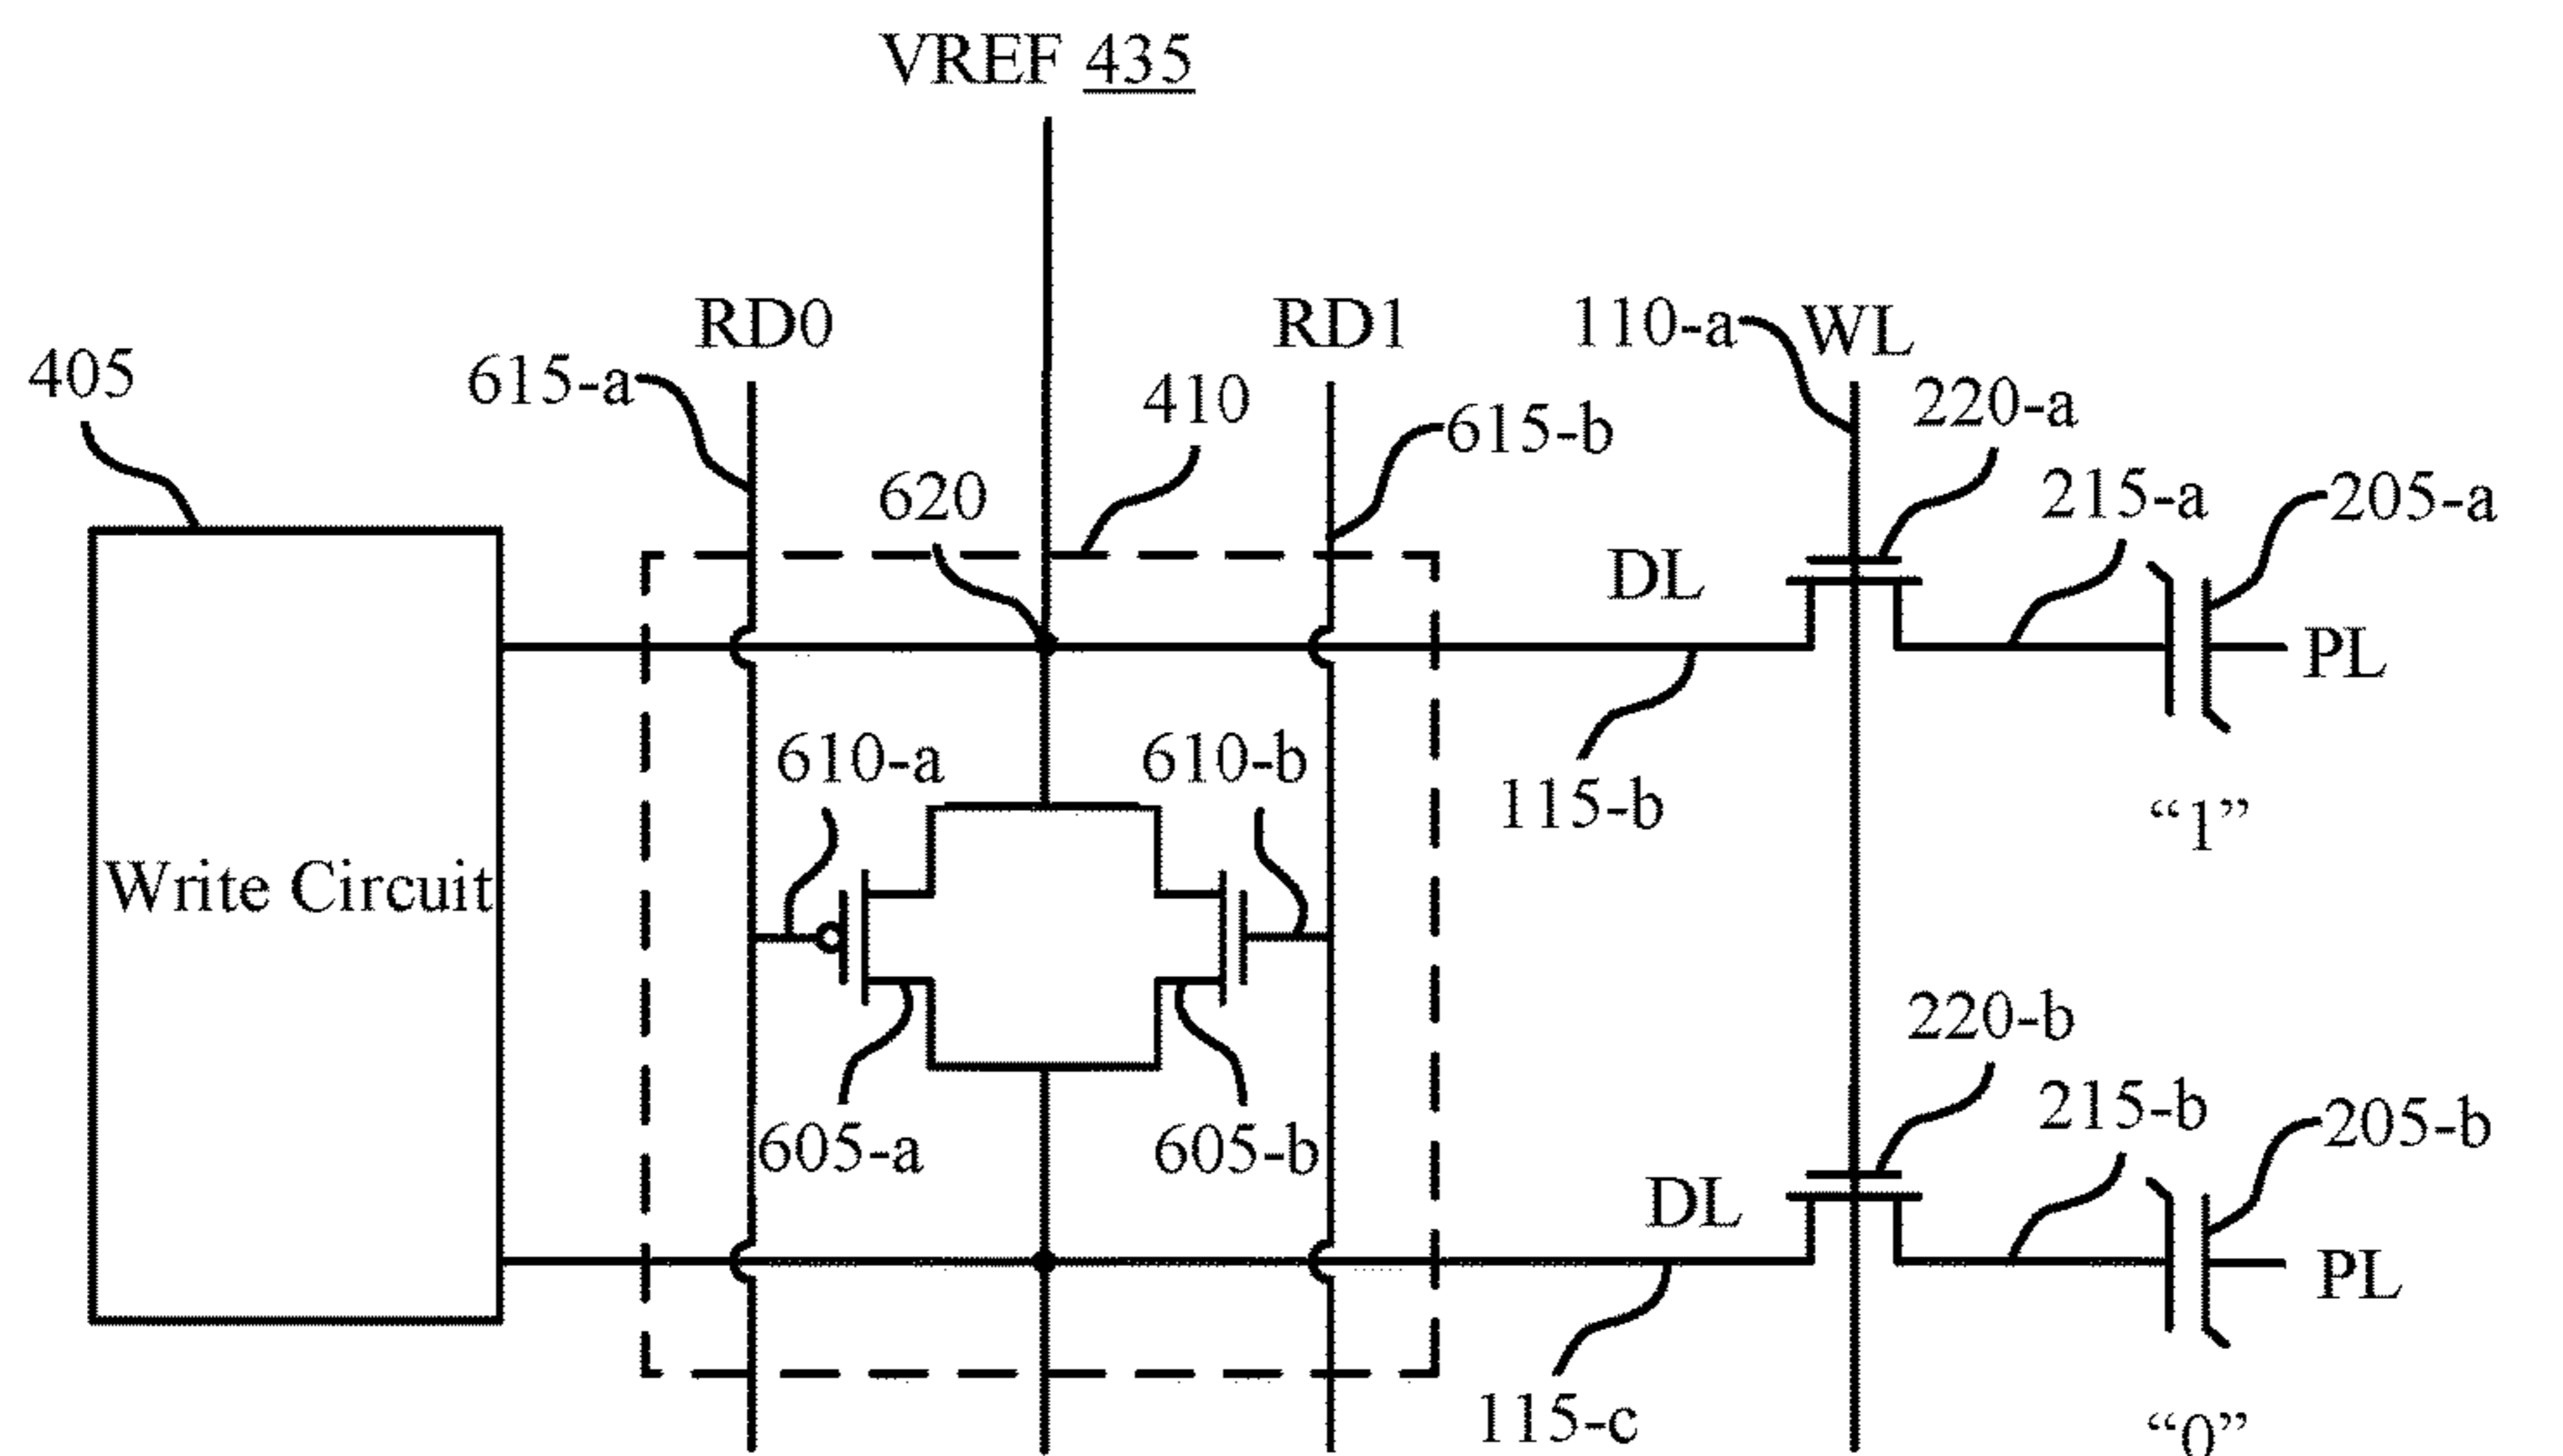 VREF 435
RD0
RD1
110-a
WL
405
615-a
410
615-b
220-a
620
215-a
205-a
DL
PL
610-a
610-b
115-b
"1"
Write Circuit
220-b
605-a
605-b
215-b
205-b
DL
PL
115-c
"0"